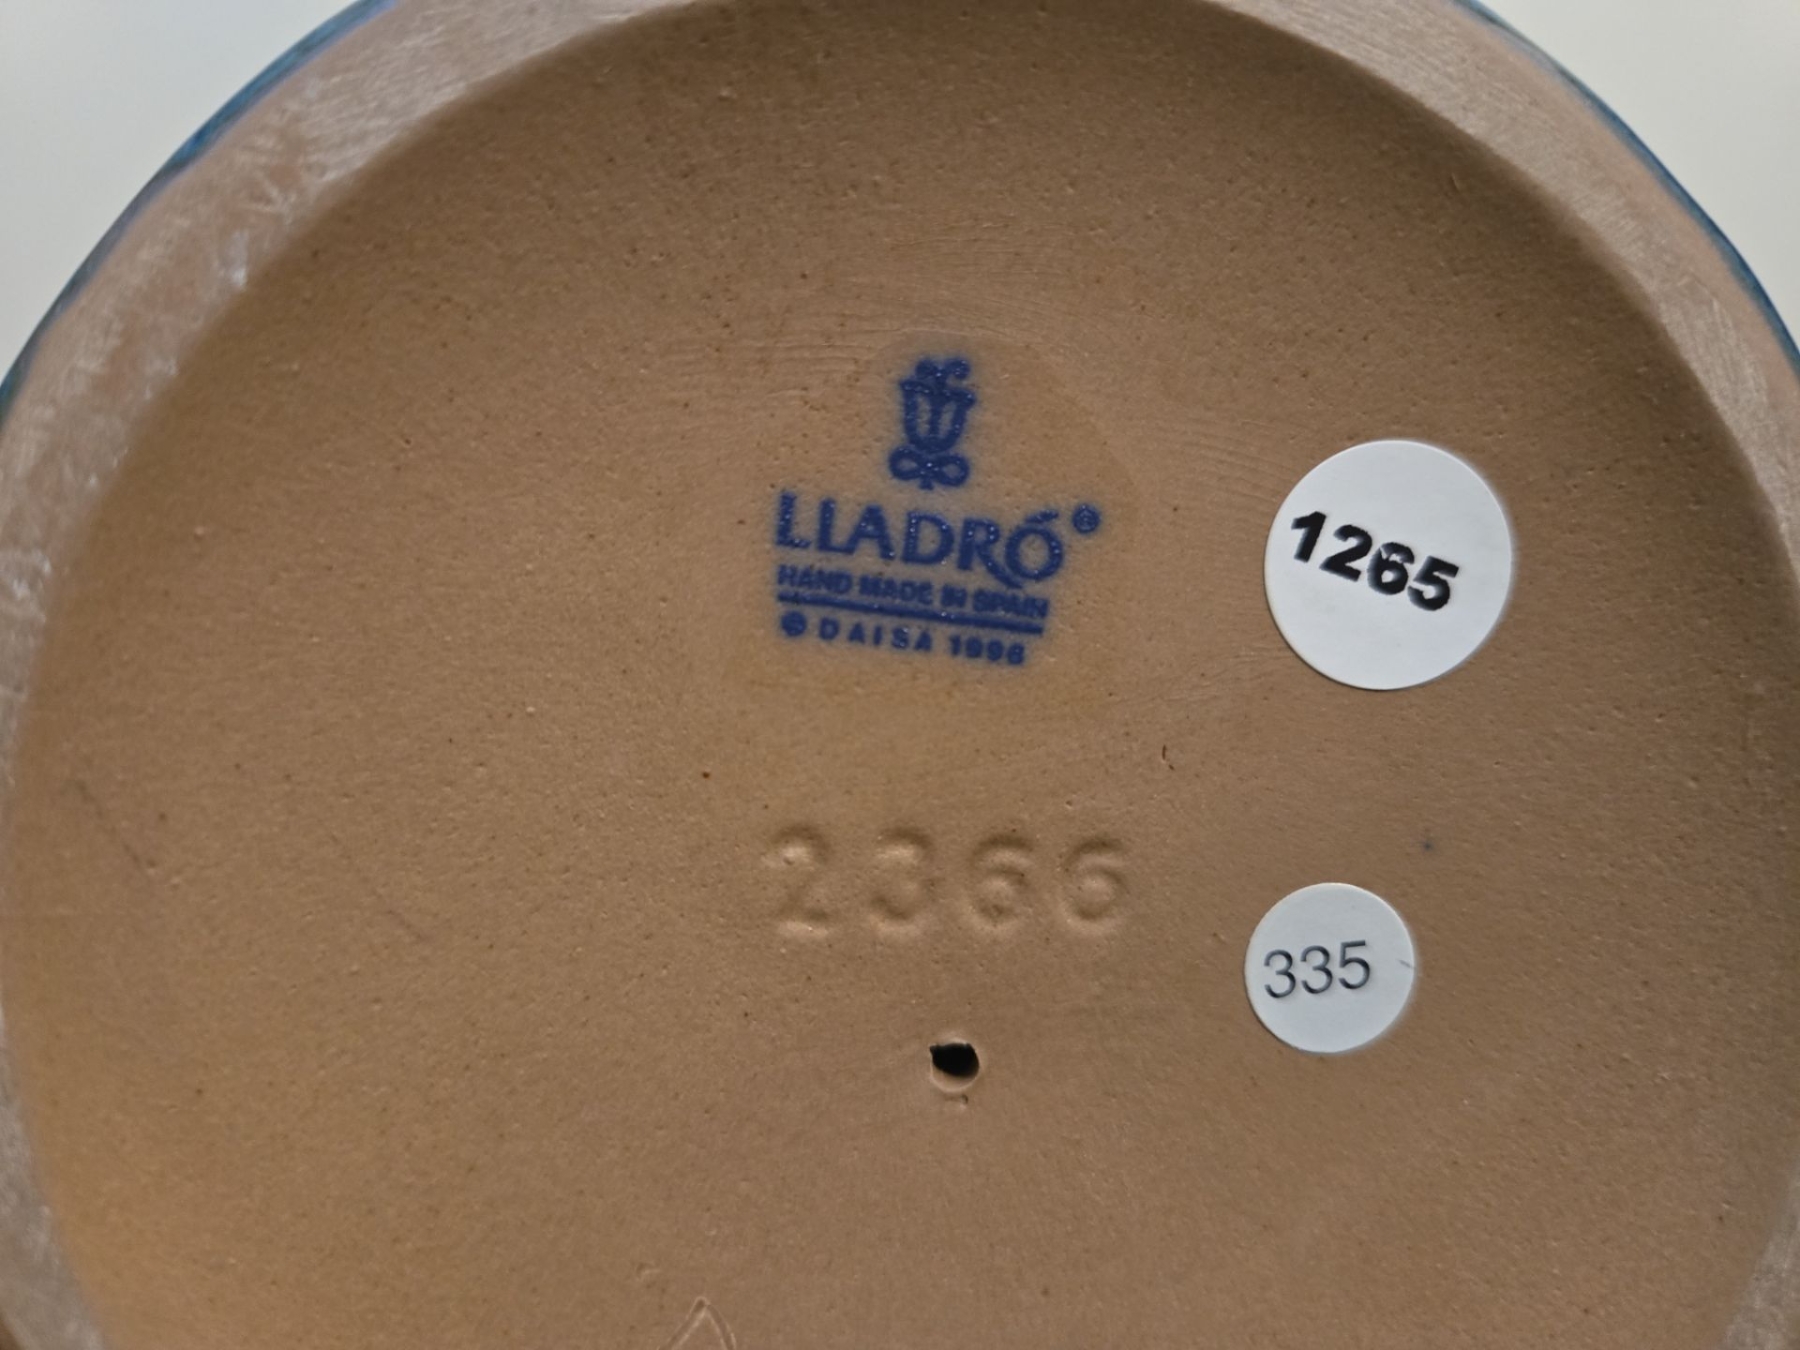 LLADRÓ®
HAND MADE IN SPAIN
© DAISA 1996
1265
2366
335